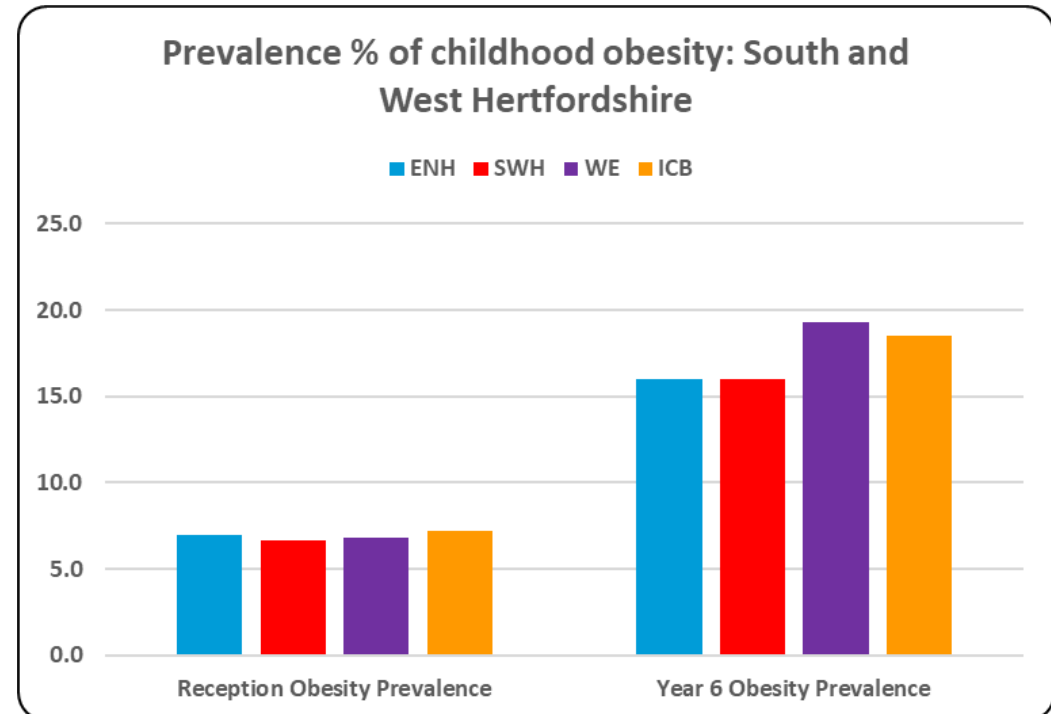 Prevalence % of childhood obesity: South and
West Hertfordshire
ENH SWH WE ICB
25.0
20.0
15.0
10.0
5.0
0.0
Reception Obesity Prevalence
Year 6 Obesity Prevalence